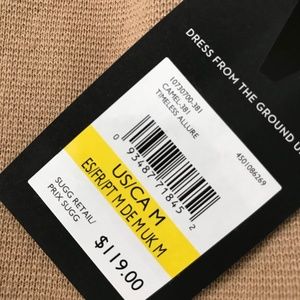 DRESS FROM THE GROUND U
10730700-381
CAMEL-381
TIMELESS ALLURE
4501086269
0 93487 71845 2
US/CA M
ES/FR/PT M DE M UK M
SUGG RETAIL/
PRIX SUGG
$119.00